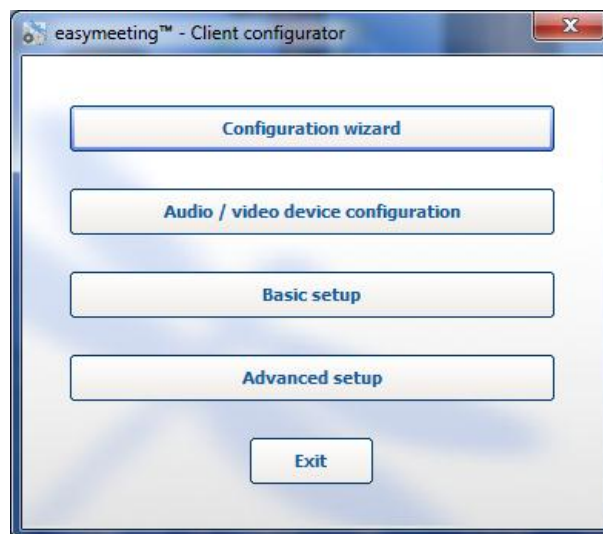 easymeeting™ - Client configurator
Configuration wizard
Audio / video device configuration
Basic setup
Advanced setup
Exit